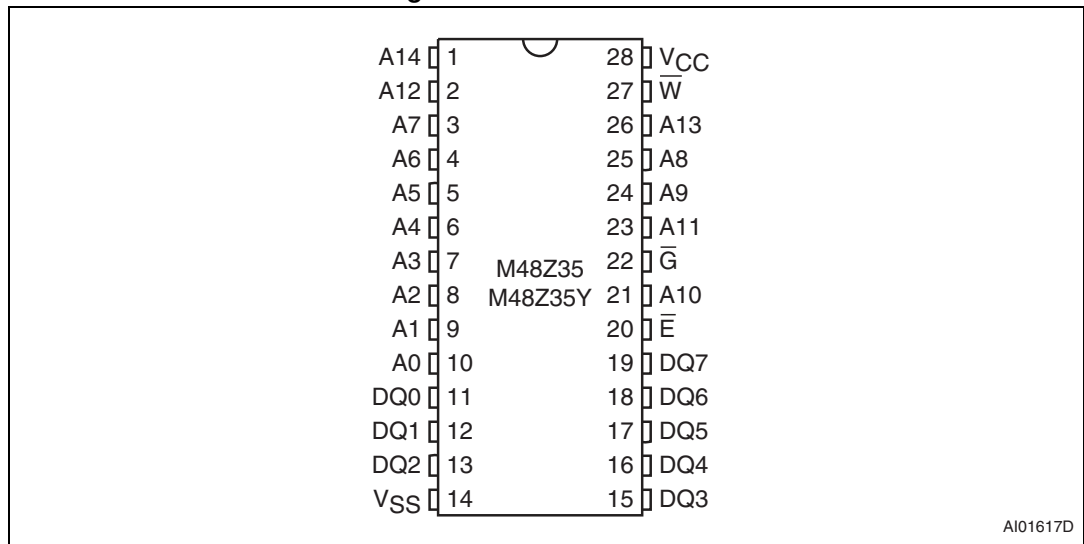 A14 1 28 VCC
A12 2 27 W̅
A7 3 26 A13
A6 4 25 A8
A5 5 24 A9
A4 6 23 A11
A3 7 22 G̅
A2 8 21 A10
A1 9 20 E̅
A0 10 19 DQ7
DQ0 11 18 DQ6
DQ1 12 17 DQ5
DQ2 13 16 DQ4
VSS 14 15 DQ3
M48Z35
M48Z35Y
AI01617D